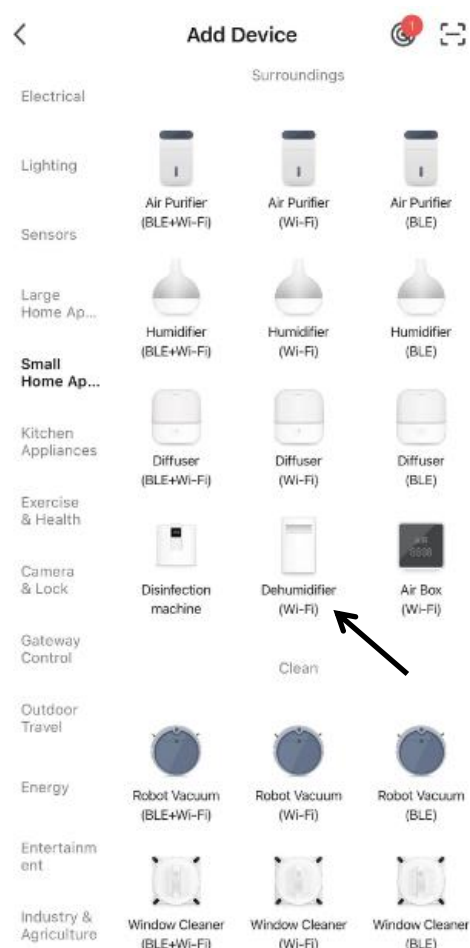 Add Device
1
Electrical
Lighting
Sensors
Large
Home Ap...
Small
Home Ap...
Kitchen
Appliances
Exercise
& Health
Camera
& Lock
Gateway
Control
Outdoor
Travel
Energy
Entertainm
ent
Industry &
Agriculture
Surroundings
Air Purifier
(BLE+Wi-Fi)
Air Purifier
(Wi-Fi)
Air Purifier
(BLE)
Humidifier
(BLE+Wi-Fi)
Humidifier
(Wi-Fi)
Humidifier
(BLE)
Diffuser
(BLE+Wi-Fi)
Diffuser
(Wi-Fi)
Diffuser
(BLE)
Disinfection
machine
Dehumidifier
(Wi-Fi)
Air Box
(Wi-Fi)
Clean
Robot Vacuum
(BLE+Wi-Fi)
Robot Vacuum
(Wi-Fi)
Robot Vacuum
(BLE)
Window Cleaner
(BLE+Wi-Fi)
Window Cleaner
(Wi-Fi)
Window Cleaner
(BLE)